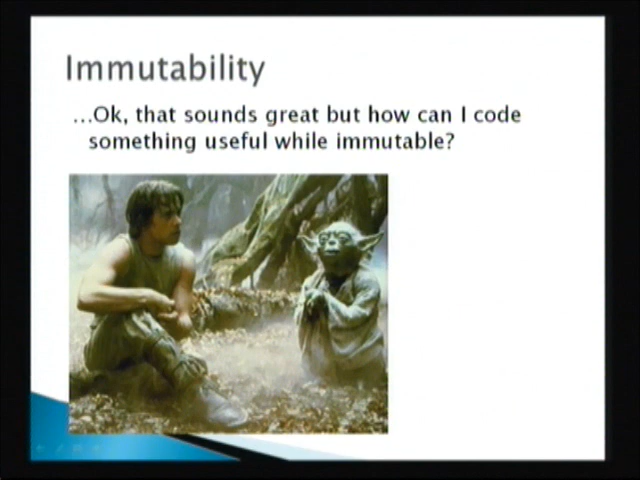 Immutability
...Ok, that sounds great but how can I code
something useful while immutable?